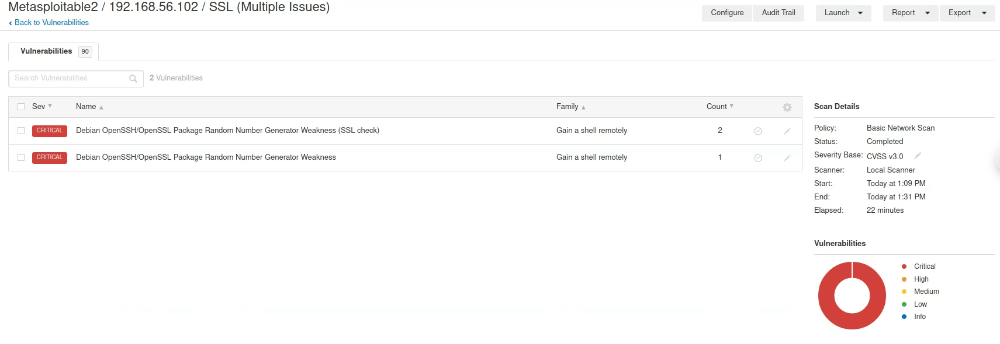 Metasploitable2 / 192.168.56.102 / SSL (Multiple Issues)
‹ Back to Vulnerabilities
Configure Audit Trail Launch Report Export
Vulnerabilities 90
Search Vulnerabilities 2 Vulnerabilities
Sev Name Family Count
CRITICAL Debian OpenSSH/OpenSSL Package Random Number Generator Weakness (SSL check) Gain a shell remotely 2
CRITICAL Debian OpenSSH/OpenSSL Package Random Number Generator Weakness Gain a shell remotely 1
Scan Details
Policy: Basic Network Scan
Status: Completed
Severity Base: CVSS v3.0
Scanner: Local Scanner
Start: Today at 1:09 PM
End: Today at 1:31 PM
Elapsed: 22 minutes
Vulnerabilities
Critical
High
Medium
Low
Info